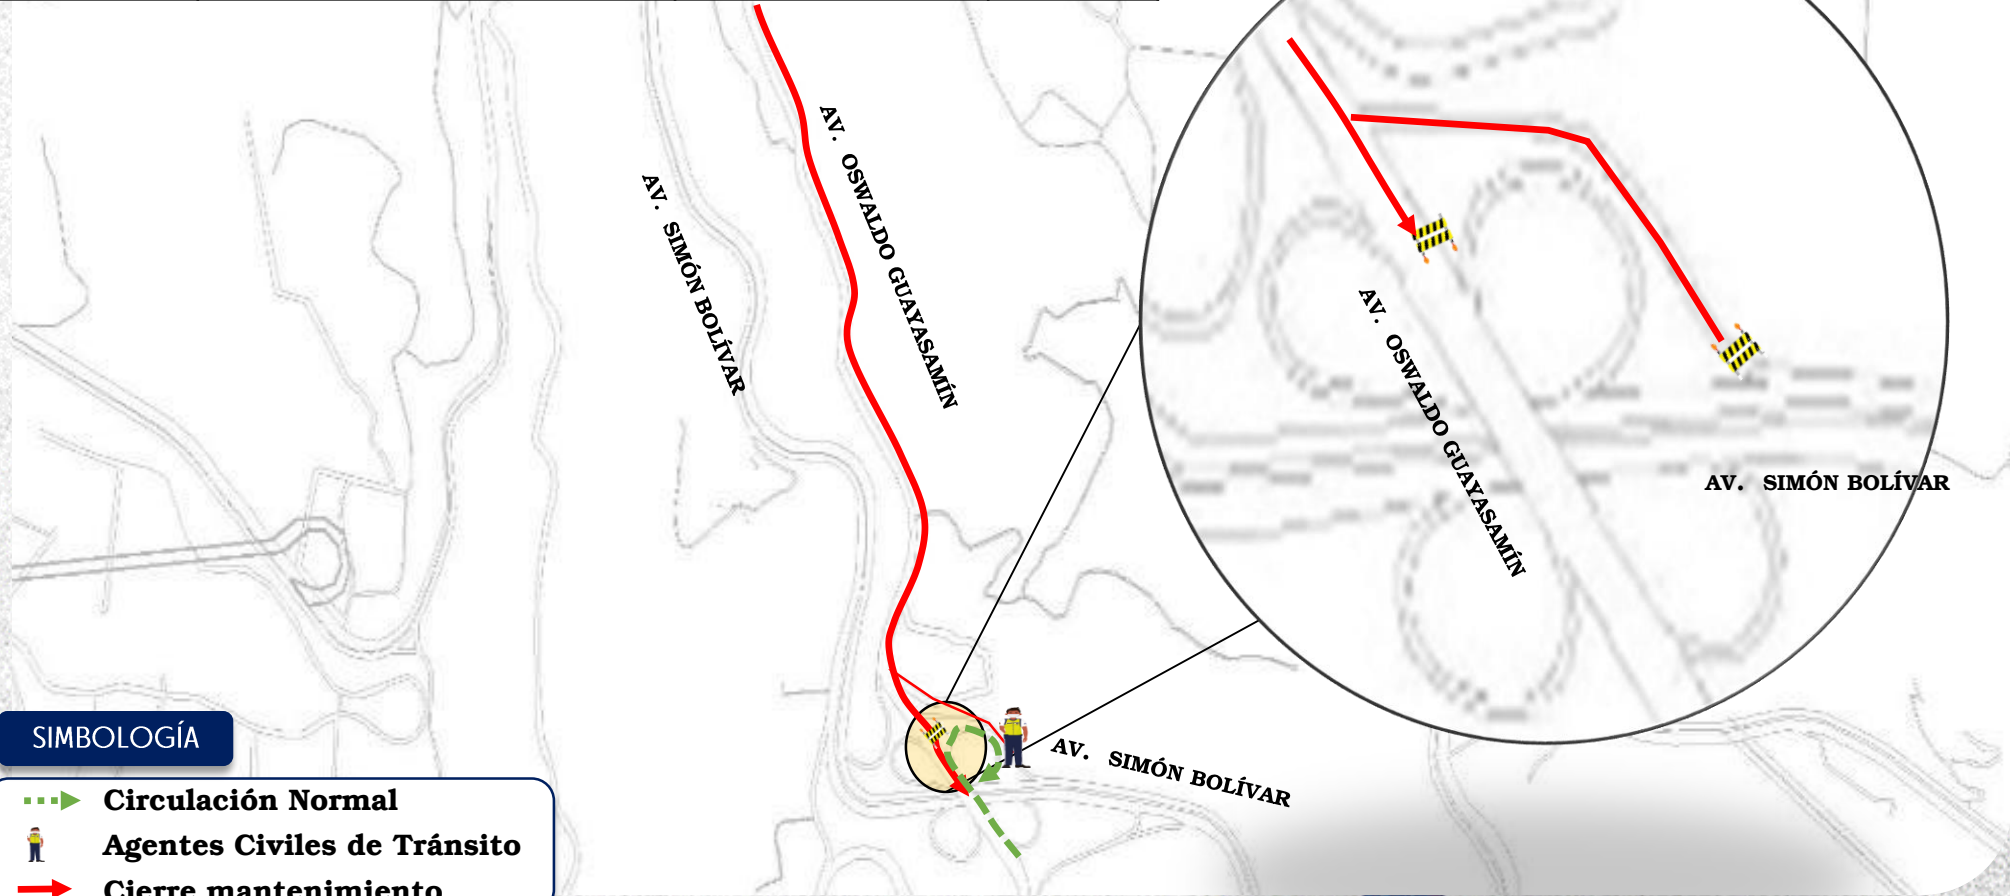 AV. OSWALDO GUAYASAMÍN
AV. SIMÓN BOLÍVAR
AV. OSWALDO GUAYASAMÍN
AV. SIMÓN BOLÍVAR
AV. SIMÓN BOLÍVAR
SIMBOLOGÍA
Circulación Normal
Agentes Civiles de Tránsito
Cierre mantenimiento